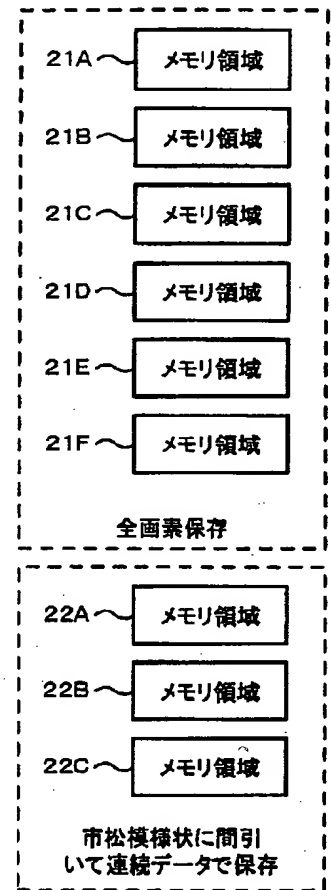 21A メモリ領域
21B メモリ領域
21C メモリ領域
21D メモリ領域
21E メモリ領域
21F メモリ領域
全画素保存
22A メモリ領域
22B メモリ領域
22C メモリ領域
市松模様状に間引
いて連続データで保存